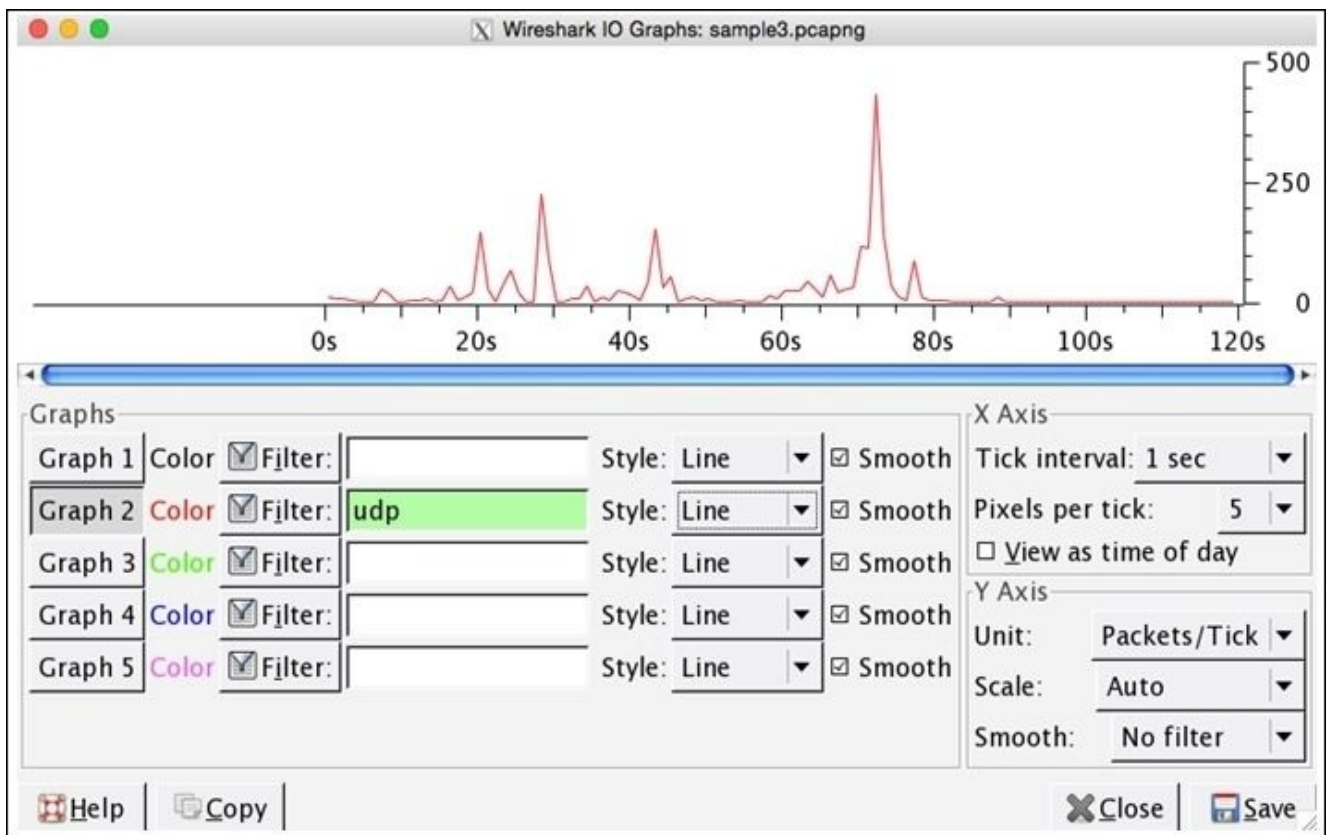 Wireshark IO Graphs: sample3.pcapng
500
250
0
0s 20s 40s 60s 80s 100s 120s
Graphs
Graph 1 Color Filter: Style: Line Smooth
Graph 2 Color Filter: udp Style: Line Smooth
Graph 3 Color Filter: Style: Line Smooth
Graph 4 Color Filter: Style: Line Smooth
Graph 5 Color Filter: Style: Line Smooth
X Axis
Tick interval: 1 sec
Pixels per tick: 5
View as time of day
Y Axis
Unit: Packets/Tick
Scale: Auto
Smooth: No filter
Help Copy Close Save